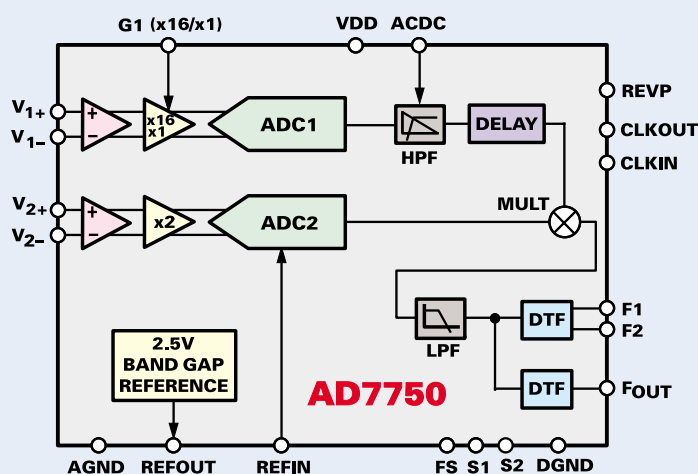 G1 (x16/x1)
VDD
ACDC
REVP
CLKOUT
CLKIN
V1+
V1–
+
–
x16
x1
ADC1
HPF
DELAY
MULT
V2+
V2–
+
–
x2
ADC2
LPF
DTF
F1
F2
DTF
FOUT
2.5V
BAND GAP
REFERENCE
AD7750
AGND
REFOUT
REFIN
FS
S1
S2
DGND